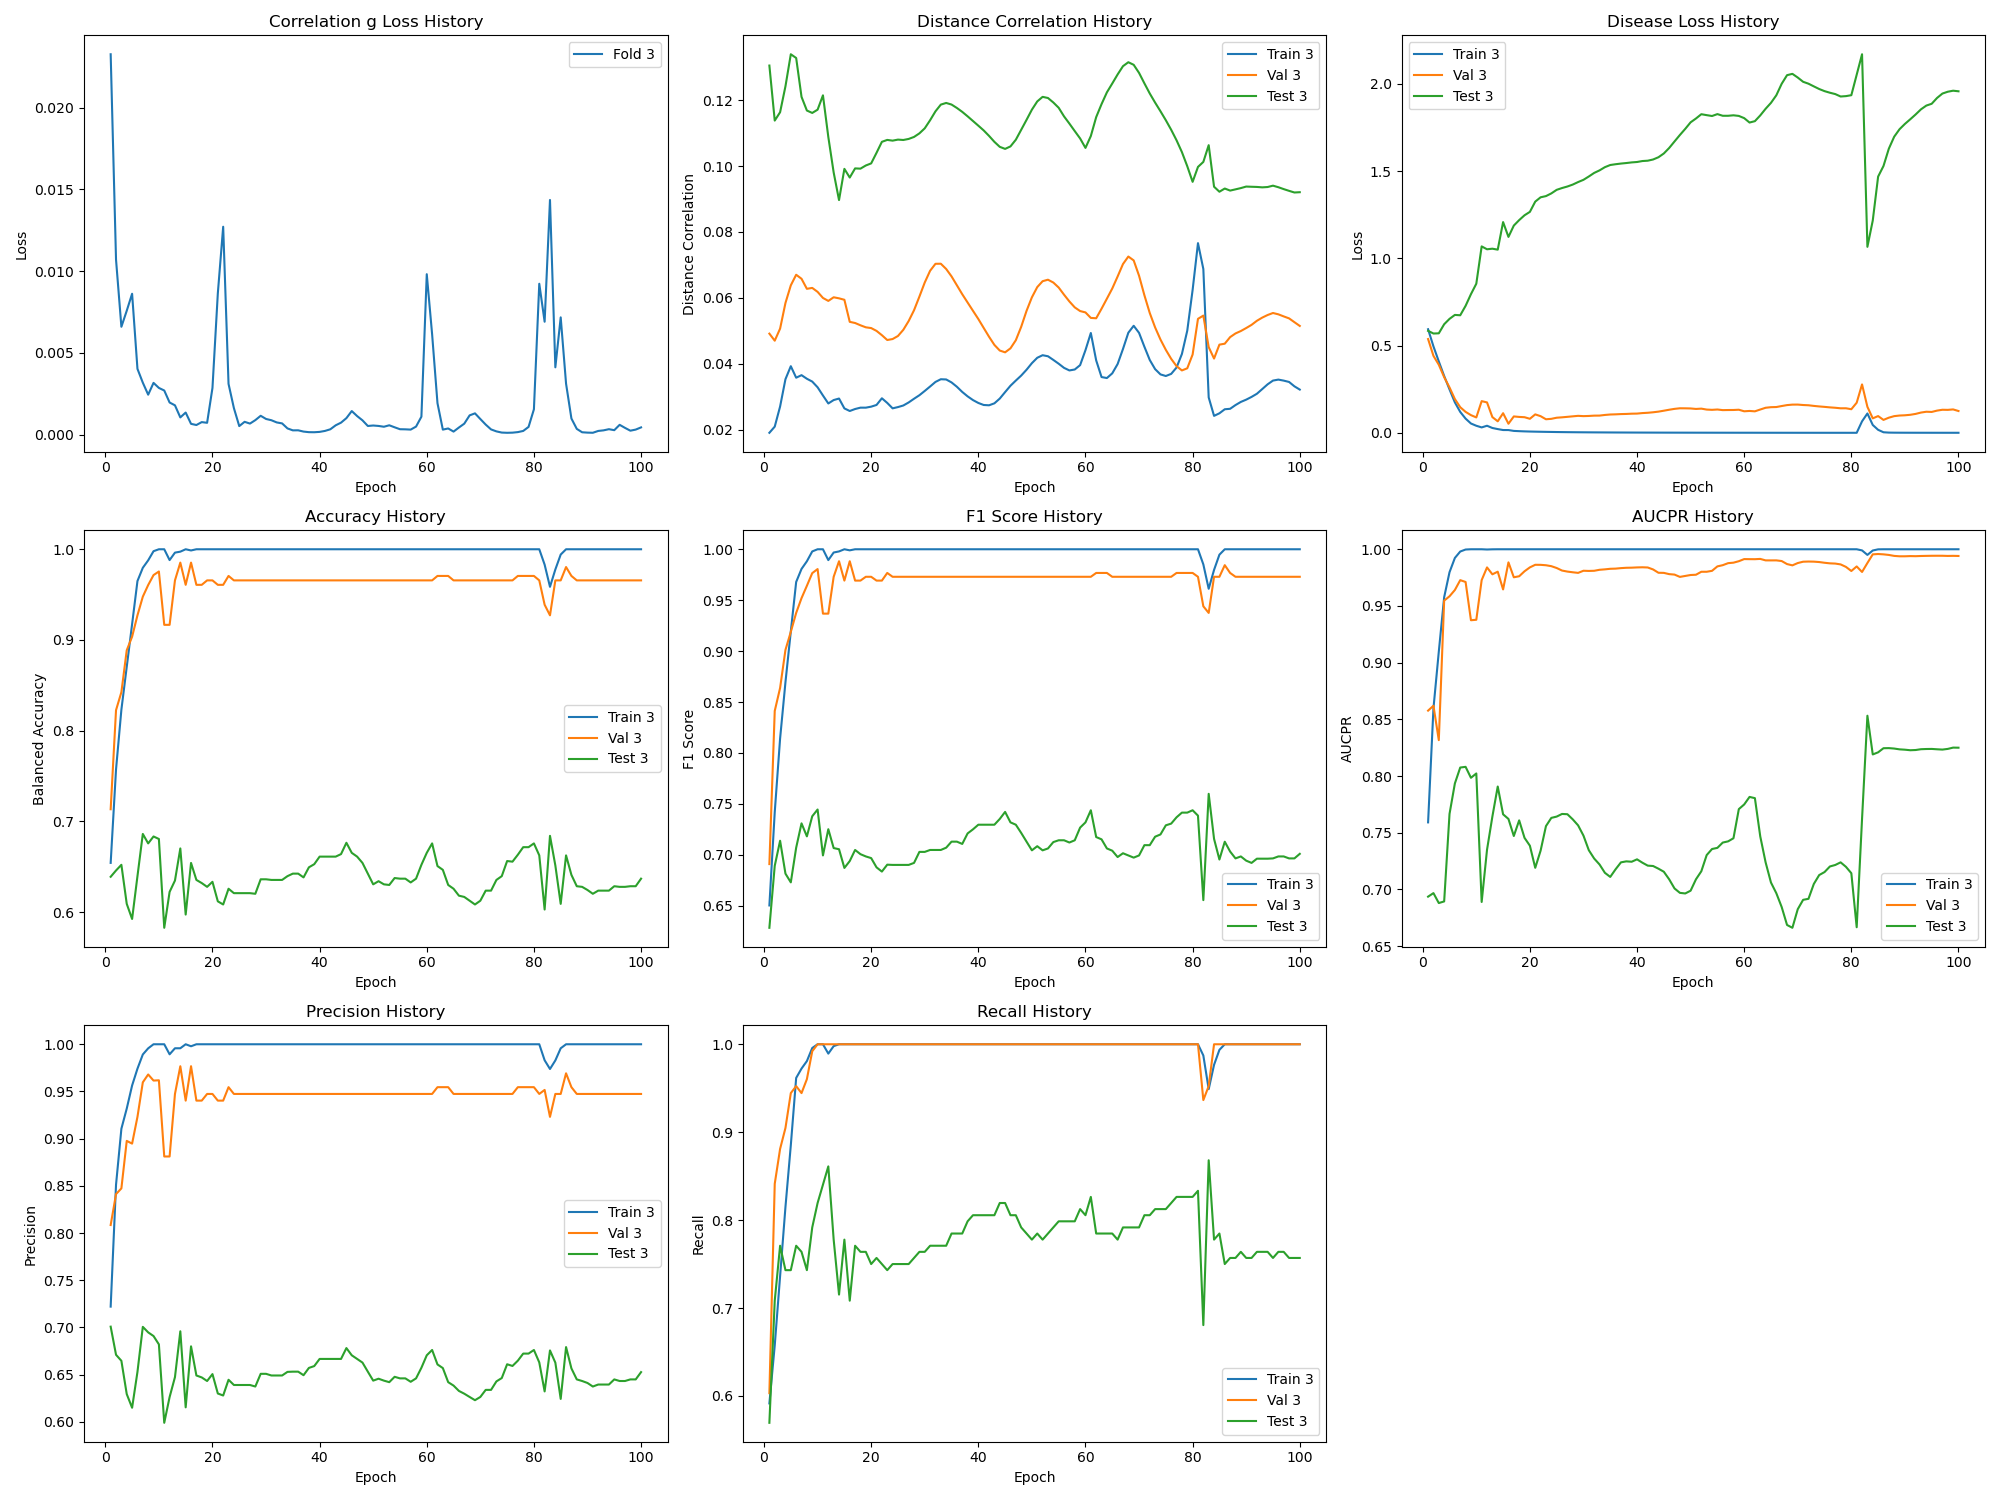 Correlation g Loss History
Fold 3
0.020
0.015
0.010
0.005
0.000
Loss
0 20 40 60 80 100
Epoch
Distance Correlation History
Train 3
Val 3
Test 3
0.12
0.10
0.08
0.06
0.04
0.02
Distance Correlation
0 20 40 60 80 100
Epoch
Disease Loss History
Train 3
Val 3
Test 3
2.0
1.5
1.0
0.5
0.0
Loss
0 20 40 60 80 100
Epoch
Accuracy History
1.0
0.9
0.8
0.7
0.6
Balanced Accuracy
Train 3
Val 3
Test 3
0 20 40 60 80 100
Epoch
F1 Score History
1.00
0.95
0.90
0.85
0.80
0.75
0.70
0.65
F1 Score
Train 3
Val 3
Test 3
0 20 40 60 80 100
Epoch
AUCPR History
1.00
0.95
0.90
0.85
0.80
0.75
0.70
0.65
AUCPR
Train 3
Val 3
Test 3
0 20 40 60 80 100
Epoch
Precision History
1.00
0.95
0.90
0.85
0.80
0.75
0.70
0.65
0.60
Precision
Train 3
Val 3
Test 3
0 20 40 60 80 100
Epoch
Recall History
1.0
0.9
0.8
0.7
0.6
Recall
Train 3
Val 3
Test 3
0 20 40 60 80 100
Epoch